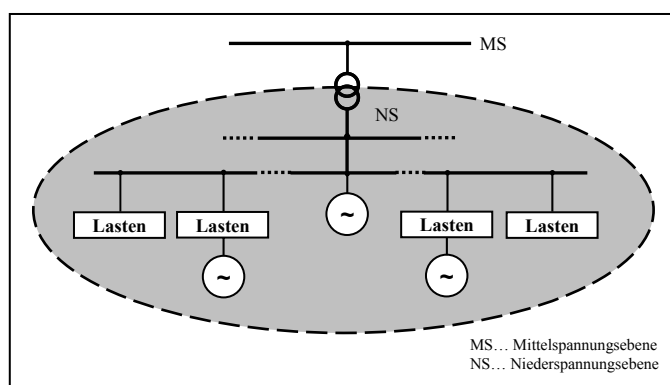 MS
NS
Lasten Lasten ~ Lasten Lasten
~ ~
MS… Mittelspannungsebene
NS… Niederspannungsebene